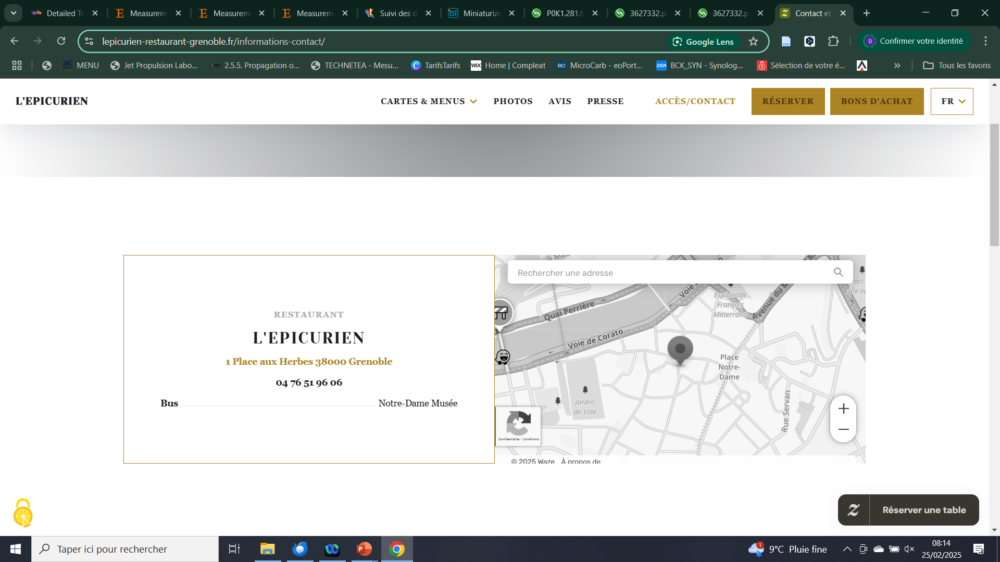 Detailed Tr
Measurem
Measurem
Measurem
Suivi des d
Miniaturize
P0K1.281.6
3627332.p
3627332.p
Contact et
lepicurien-restaurant-grenoble.fr/informations-contact/
Google Lens
D
Confirmer votre identité
MENU
Jet Propulsion Labo...
2.5.5. Propagation o...
TECHNETEA - Mesu...
TarifsTarifs
WIX
Home | Compleat
eo
MicroCarb - eoPort...
DSM
BCK_SYN - Synolog...
Sélection de votre é...
Tous les favoris
L'EPICURIEN
CARTES & MENUS
PHOTOS
AVIS
PRESSE
ACCÈS/CONTACT
RÉSERVER
BONS D'ACHAT
FR
RESTAURANT
L'EPICURIEN
1 Place aux Herbes 38000 Grenoble
04 76 51 96 06
Bus
Notre-Dame Musée
Rechercher une adresse
Quai Perrière
Voie de Corato
Esplanade
François
Mitterrand
Avenue du M
Place
Notre-
Dame
Jardin
de Ville
Rue Servan
Confidentialité - Conditions
© 2025 Waze
À propos de
Réserver une table
Taper ici pour rechercher
1
9°C Pluie fine
08:14
25/02/2025